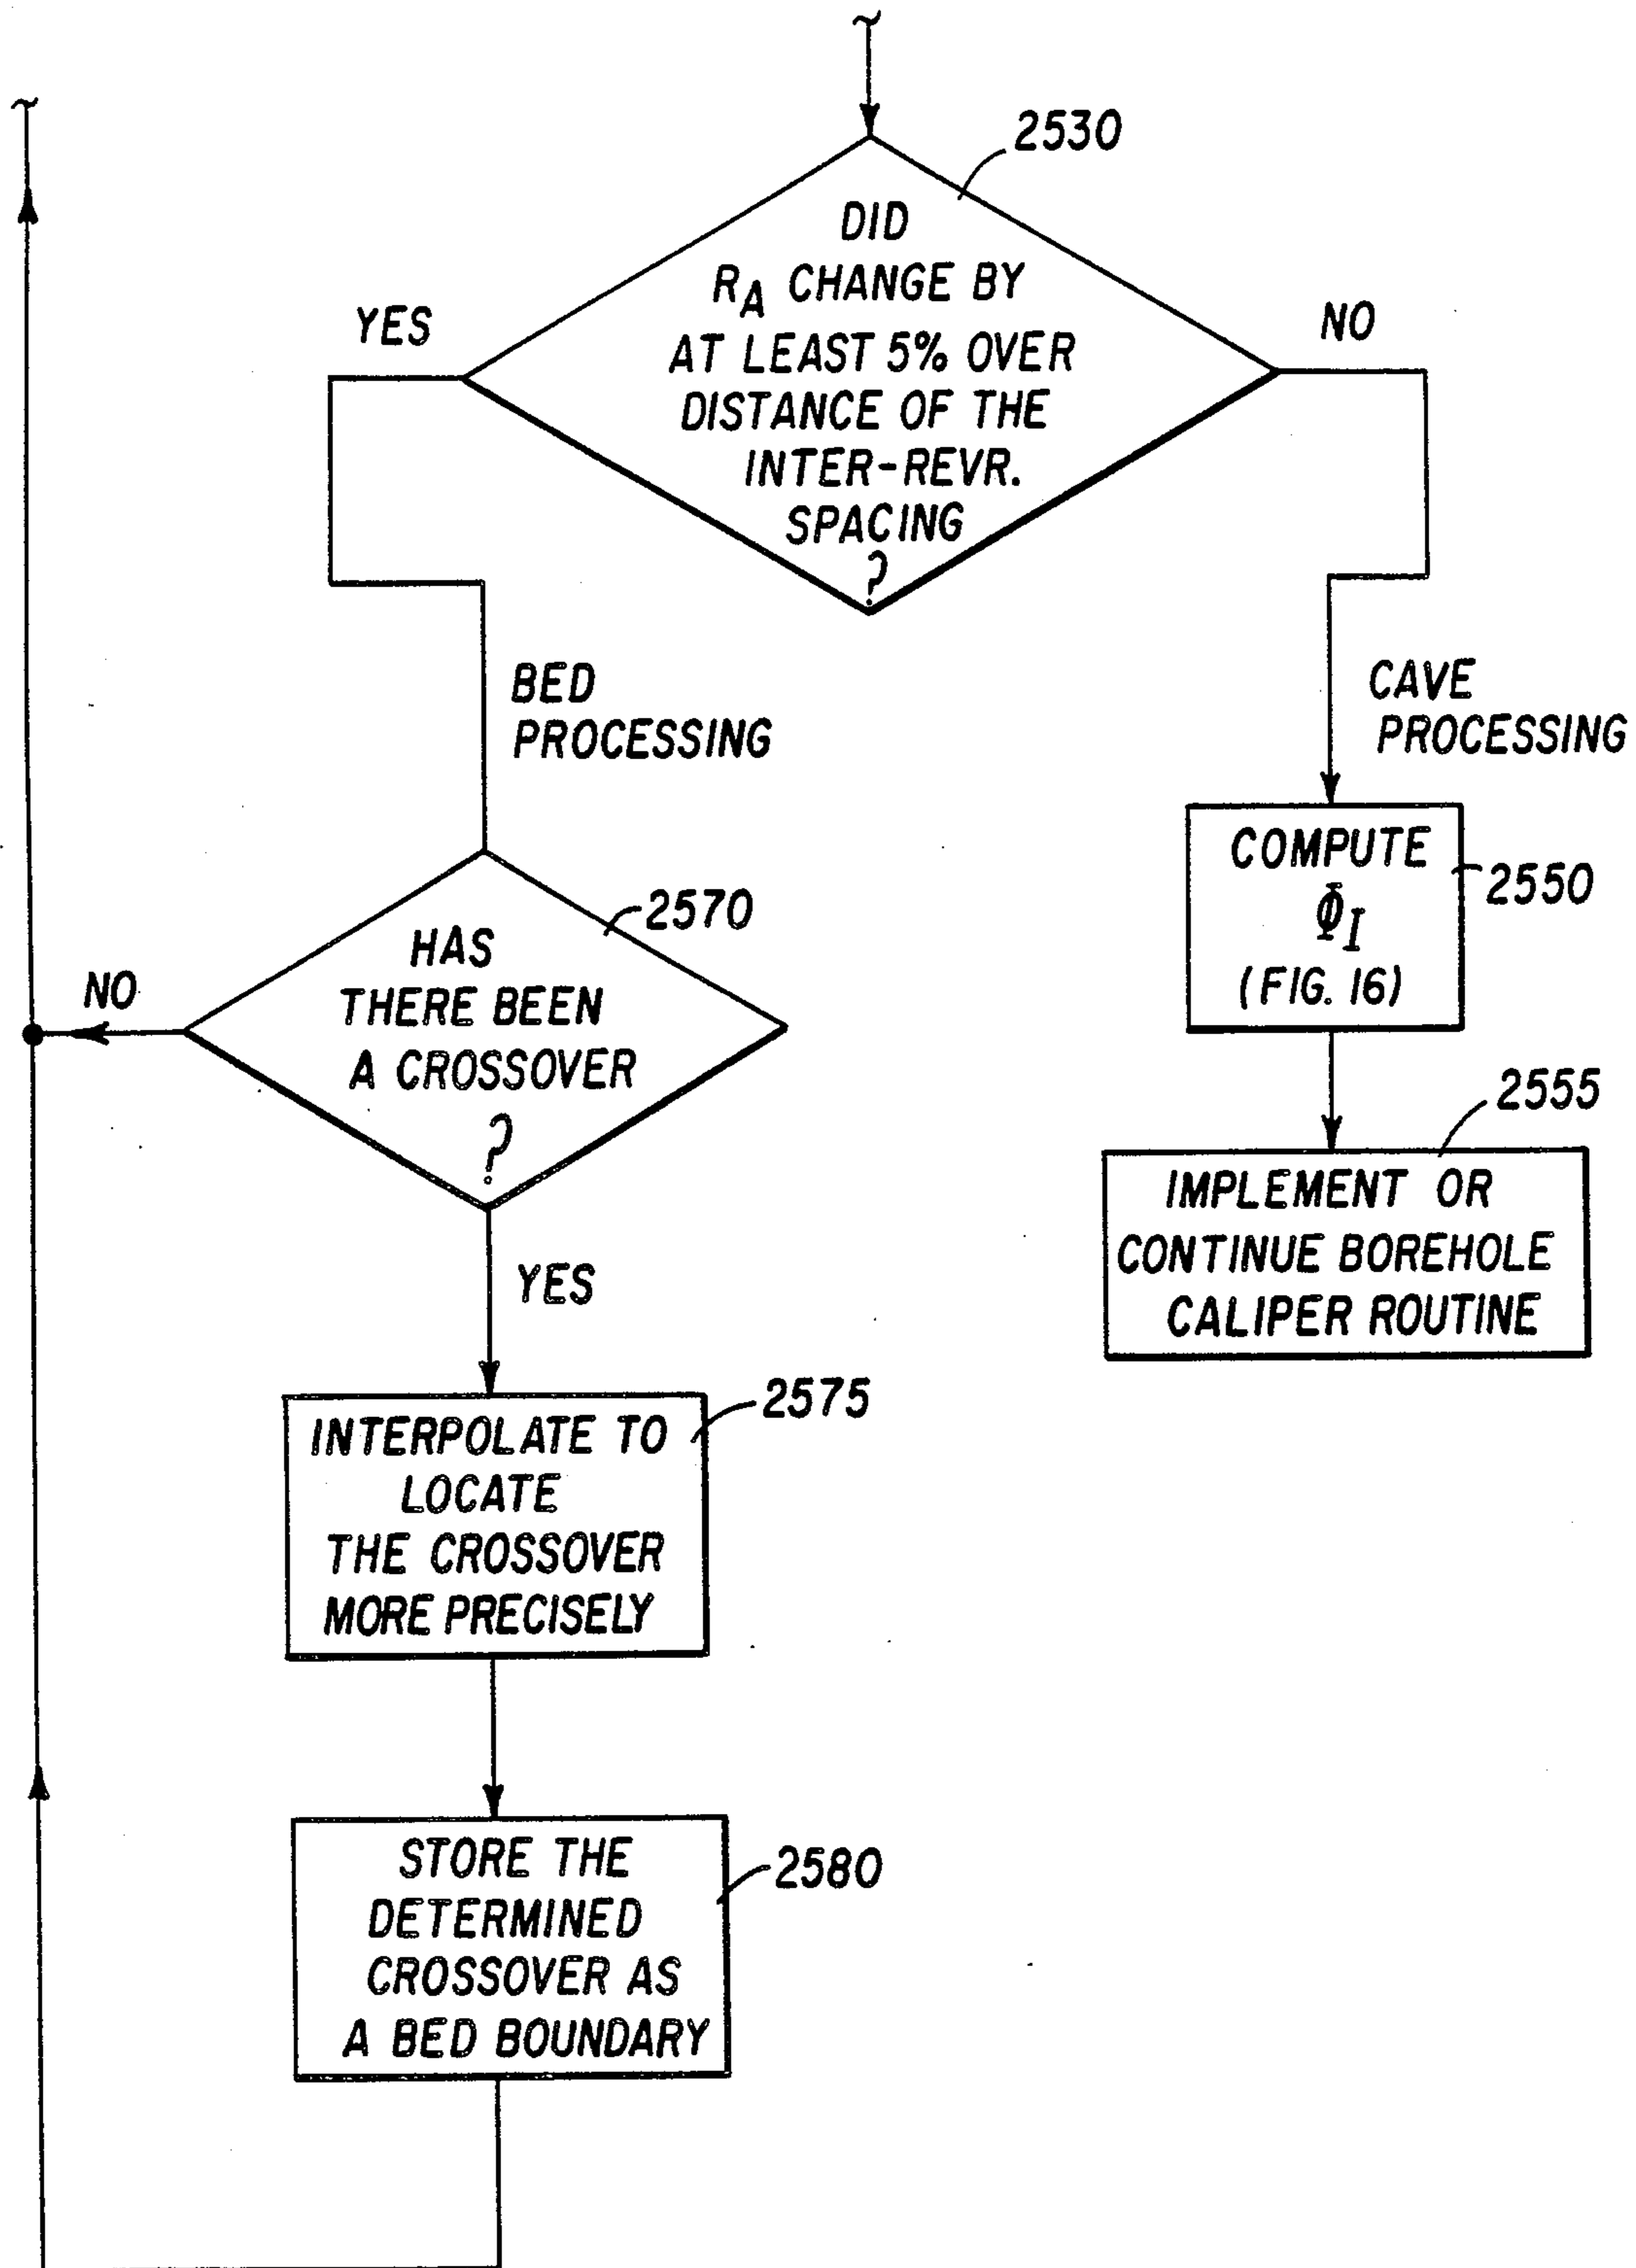 2530
DID
R_A CHANGE BY
AT LEAST 5% OVER
DISTANCE OF THE
INTER-REVR.
SPACING
?
YES
NO
BED
PROCESSING
CAVE
PROCESSING
COMPUTE
Φ_I
(FIG. 16)
2550
2570
HAS
THERE BEEN
A CROSSOVER
?
NO
YES
2555
IMPLEMENT OR
CONTINUE BOREHOLE
CALIPER ROUTINE
2575
INTERPOLATE TO
LOCATE
THE CROSSOVER
MORE PRECISELY
2580
STORE THE
DETERMINED
CROSSOVER AS
A BED BOUNDARY